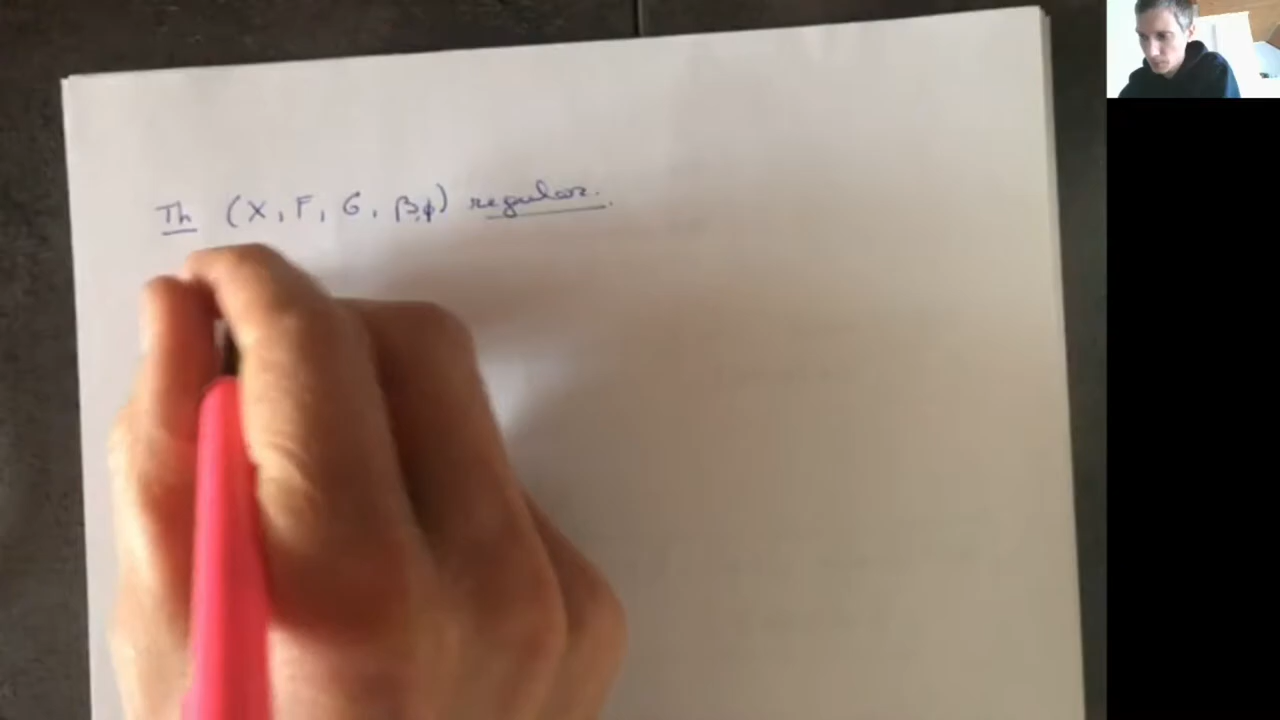 Th (X, F, G, β, φ) regular.